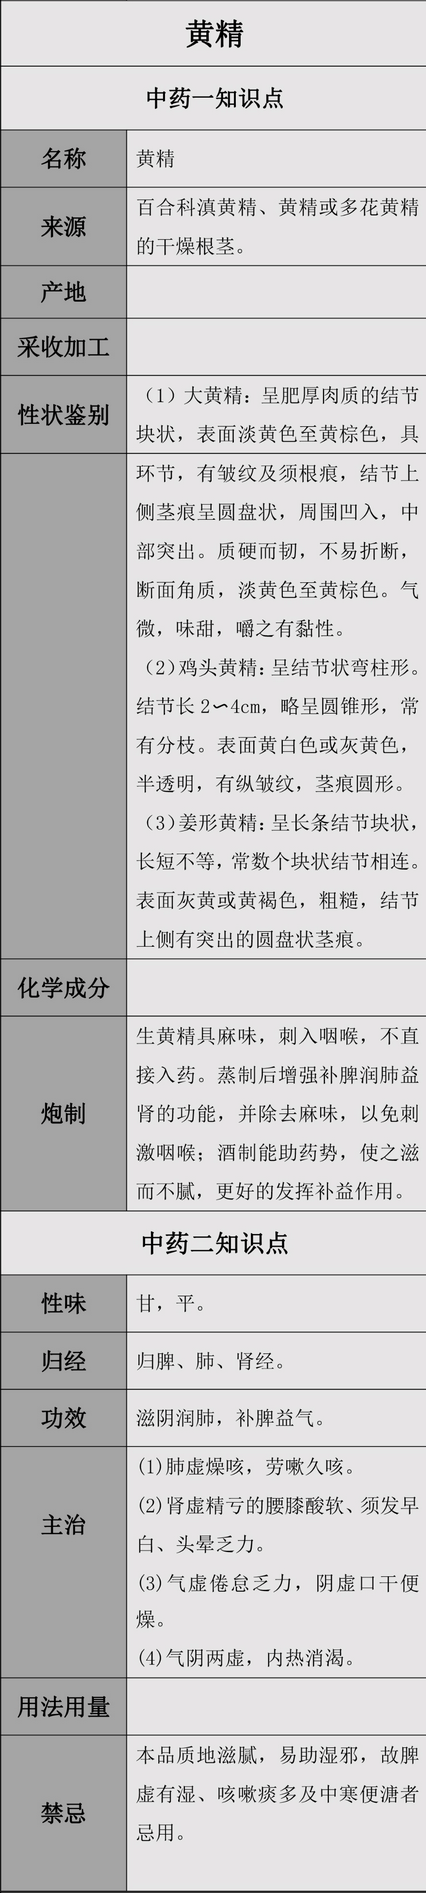 黄精
中药一知识点
名称
黄精
来源
百合科滇黄精、黄精或多花黄精
的干燥根茎。
产地
采收加工
性状鉴别
（1）大黄精：呈肥厚肉质的结节
块状，表面淡黄色至黄棕色，具
环节，有皱纹及须根痕，结节上
侧茎痕呈圆盘状，周围凹入，中
部突出。质硬而韧，不易折断，
断面角质，淡黄色至黄棕色。气
微，味甜，嚼之有黏性。
（2）鸡头黄精：呈结节状弯柱形。
结节长 2～4cm，略呈圆锥形，常
有分枝。表面黄白色或灰黄色，
半透明，有纵皱纹，茎痕圆形。
（3）姜形黄精：呈长条结节块状，
长短不等，常数个块状结节相连。
表面灰黄或黄褐色，粗糙，结节
上侧有突出的圆盘状茎痕。
化学成分
炮制
生黄精具麻味，刺入咽喉，不直
接入药。蒸制后增强补脾润肺益
肾的功能，并除去麻味，以免刺
激咽喉；酒制能助药势，使之滋
而不腻，更好的发挥补益作用。
中药二知识点
性味
甘，平。
归经
归脾、肺、肾经。
功效
滋阴润肺，补脾益气。
主治
(1)肺虚燥咳，劳嗽久咳。
(2)肾虚精亏的腰膝酸软、须发早
白、头晕乏力。
(3)气虚倦怠乏力，阴虚口干便
燥。
(4)气阴两虚，内热消渴。
用法用量
禁忌
本品质地滋腻，易助湿邪，故脾
虚有湿、咳嗽痰多及中寒便溏者
忌用。